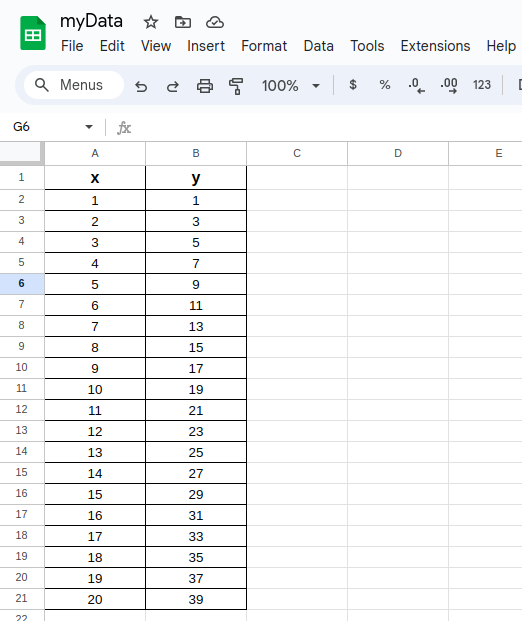 myData
File Edit View Insert Format Data Tools Extensions Help
Menus 100% $ % .0 .00 123
G6 fx
A B C D E
1 x y
2 1 1
3 2 3
4 3 5
5 4 7
6 5 9
7 6 11
8 7 13
9 8 15
10 9 17
11 10 19
12 11 21
13 12 23
14 13 25
15 14 27
16 15 29
17 16 31
18 17 33
19 18 35
20 19 37
21 20 39
22